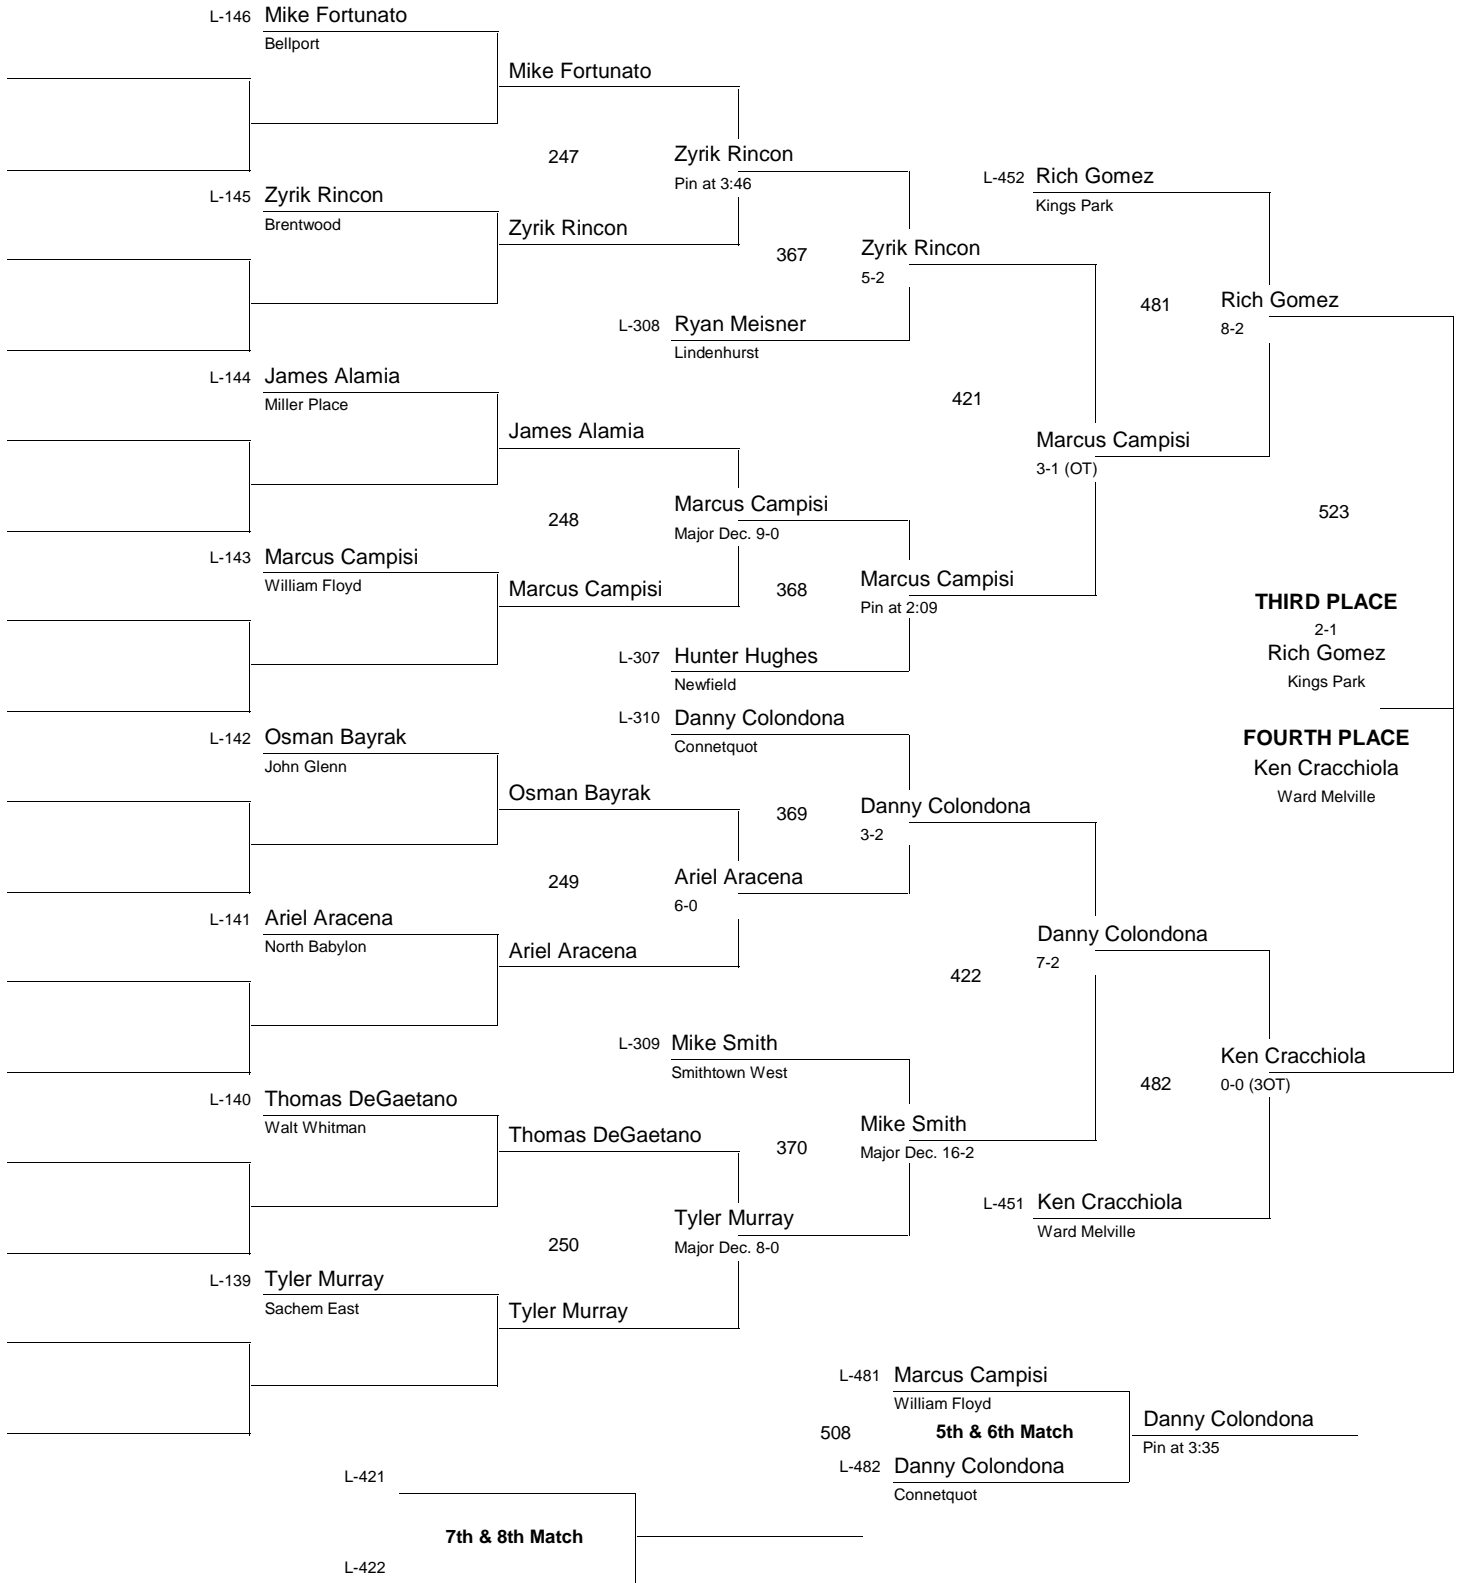 L-146 Mike Fortunato
Bellport
Mike Fortunato
247
Zyrik Rincon
Pin at 3:46
L-452 Rich Gomez
Kings Park
L-145 Zyrik Rincon
Brentwood
Zyrik Rincon
367
Zyrik Rincon
5-2
481
Rich Gomez
8-2
L-308 Ryan Meisner
Lindenhurst
L-144 James Alamia
Miller Place
421
James Alamia
Marcus Campisi
3-1 (OT)
248
Marcus Campisi
Major Dec. 9-0
523
L-143 Marcus Campisi
William Floyd
Marcus Campisi
368
Marcus Campisi
Pin at 2:09
THIRD PLACE
2-1
Rich Gomez
Kings Park
L-307 Hunter Hughes
Newfield
L-310 Danny Colondona
Connetquot
L-142 Osman Bayrak
John Glenn
FOURTH PLACE
Ken Cracchiola
Ward Melville
Osman Bayrak
369
Danny Colondona
3-2
249
Ariel Aracena
6-0
L-141 Ariel Aracena
North Babylon
Ariel Aracena
Danny Colondona
7-2
422
L-309 Mike Smith
Smithtown West
Ken Cracchiola
0-0 (3OT)
482
L-140 Thomas DeGaetano
Walt Whitman
Thomas DeGaetano
370
Mike Smith
Major Dec. 16-2
L-451 Ken Cracchiola
Ward Melville
250
Tyler Murray
Major Dec. 8-0
L-139 Tyler Murray
Sachem East
Tyler Murray
L-481 Marcus Campisi
William Floyd
508
5th & 6th Match
Danny Colondona
Pin at 3:35
L-482 Danny Colondona
Connetquot
L-421
7th & 8th Match
L-422